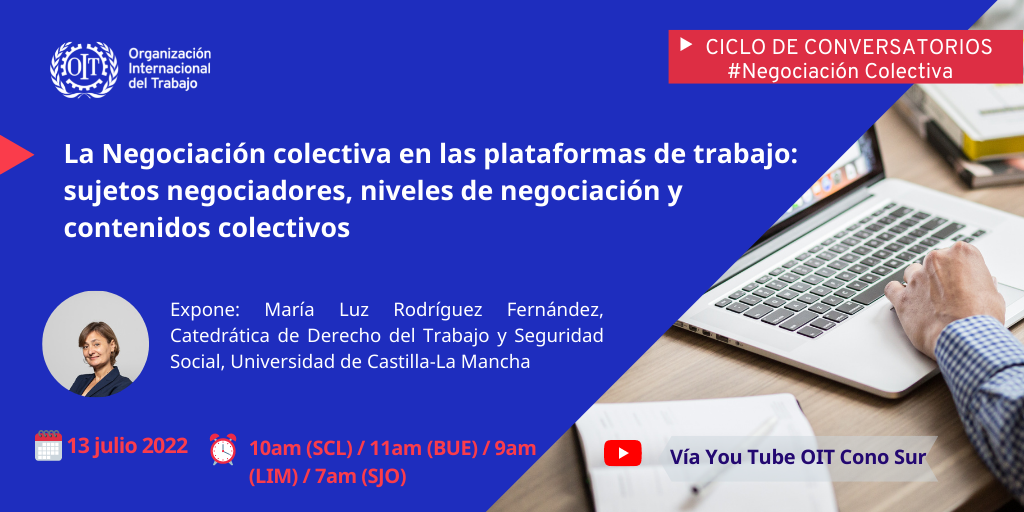 OIT
Organización
Internacional
del Trabajo
CICLO DE CONVERSATORIOS
#Negociación Colectiva
La Negociación colectiva en las plataformas de trabajo:
sujetos negociadores, niveles de negociación y
contenidos colectivos
Expone: María Luz Rodríguez Fernández,
Catedrática de Derecho del Trabajo y Seguridad
Social, Universidad de Castilla-La Mancha
13 julio 2022
10am (SCL) / 11am (BUE) / 9am
(LIM) / 7am (SJO)
Vía You Tube OIT Cono Sur